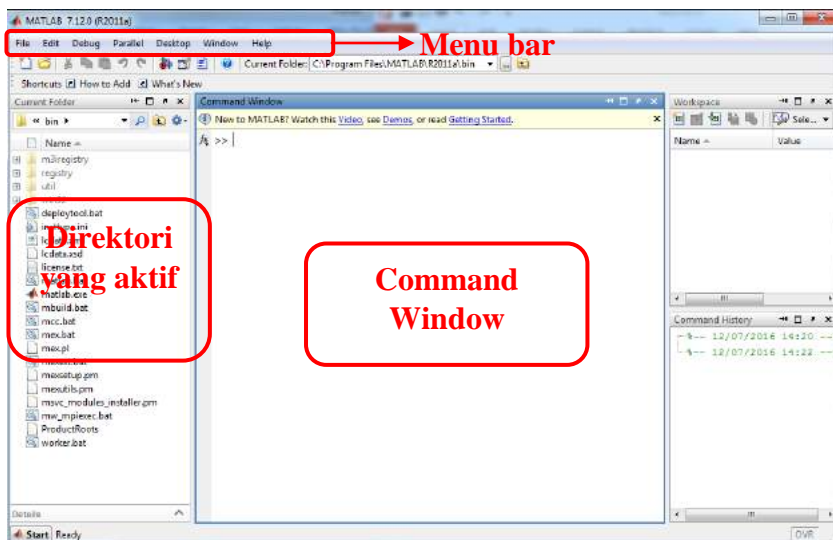 MATLAB 7.12.0 (R2011a)
File Edit Debug Parallel Desktop Window Help
Menu bar
Current Folder: C:\Program Files\MATLAB\R2011a\bin
Shortcuts How to Add What's New
Current Folder
« bin
Name
m3iregistry
registry
util
deploytool.bat
lcdata.xsd
license.txt
matlab.exe
mbuild.bat
mcc.bat
mex.bat
mex.pl
mexsetup.pm
mexutils.pm
msvc_modules_installer.pm
mw_mpiexec.bat
ProductRoots
worker.bat
Direktori
yang aktif
Details
Command Window
New to MATLAB? Watch this Video, see Demos, or read Getting Started.
fx >>
Command
Window
Workspace
Sele...
Name Value
Command History
%-- 12/07/2016 14:20 --
%-- 12/07/2016 14:22 --
Start Ready
OVR